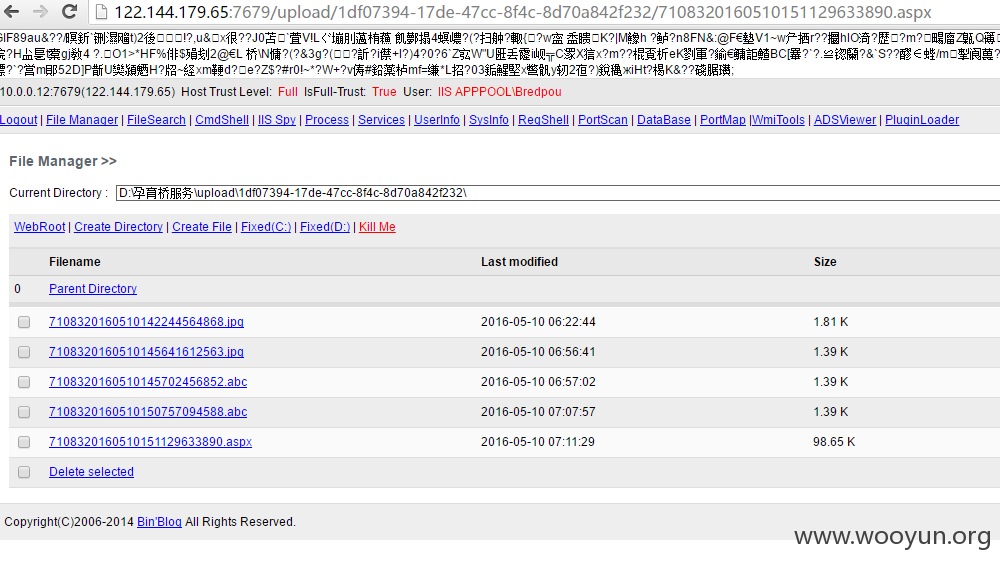 122.144.179.65:7679/upload/1df07394-17de-47cc-8f4c-8d70a842f232/7108320160510151129633890.aspx
10.0.0.12:7679(122.144.179.65) Host Trust Level: Full IsFull-Trust: True User: IIS APPPOOL\Bredpou
Logout | File Manager | FileSearch | CmdShell | IIS Spy | Process | Services | UserInfo | SysInfo | RegShell | PortScan | DataBase | PortMap |WmiTools | ADSViewer | PluginLoader
File Manager >>
Current Directory : D:\孕育桥服务\upload\1df07394-17de-47cc-8f4c-8d70a842f232\
WebRoot | Create Directory | Create File | Fixed(C:) | Fixed(D:) | Kill Me
Filename Last modified Size
0 Parent Directory
7108320160510142244564868.jpg 2016-05-10 06:22:44 1.81 K
7108320160510145641612563.jpg 2016-05-10 06:56:41 1.39 K
7108320160510145702456852.abc 2016-05-10 06:57:02 1.39 K
7108320160510150757094588.abc 2016-05-10 07:07:57 1.39 K
7108320160510151129633890.aspx 2016-05-10 07:11:29 98.65 K
Delete selected
Copyright(C)2006-2014 Bin'Blog All Rights Reserved.
www.wooyun.org